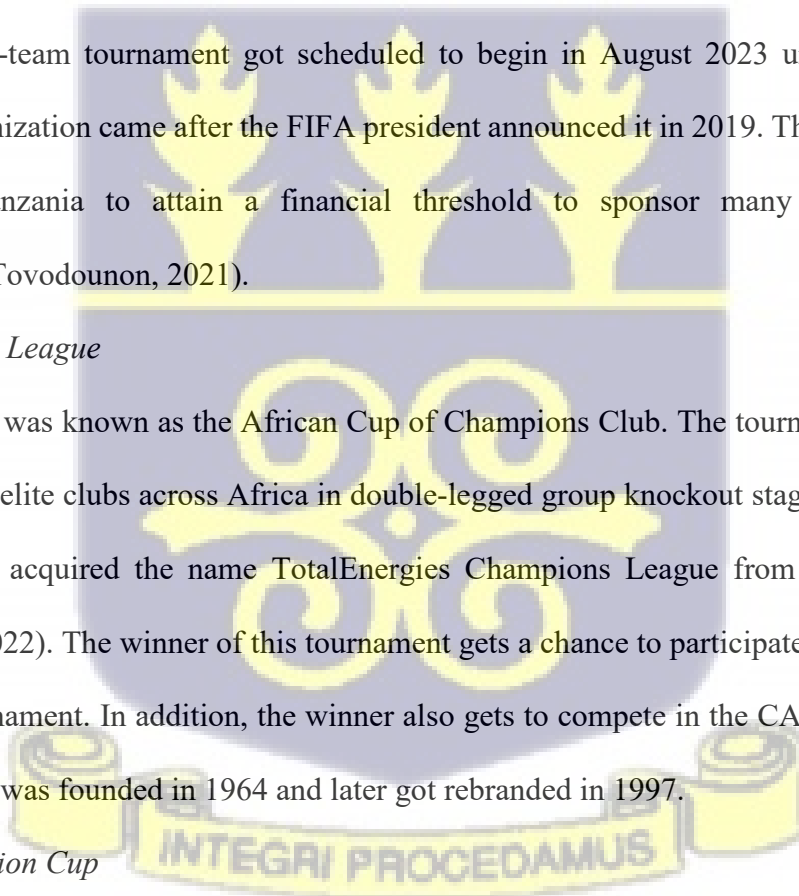 -team tournament got scheduled to begin in August 2023 u
nization came after the FIFA president announced it in 2019. Th
nzania to attain a financial threshold to sponsor many
Tovodounon, 2021).
League
was known as the African Cup of Champions Club. The tourn
elite clubs across Africa in double-legged group knockout stag
acquired the name TotalEnergies Champions League from
022). The winner of this tournament gets a chance to participate
nament. In addition, the winner also gets to compete in the CA
was founded in 1964 and later got rebranded in 1997.
ion Cup
INTEGRI PROCEDAMUS